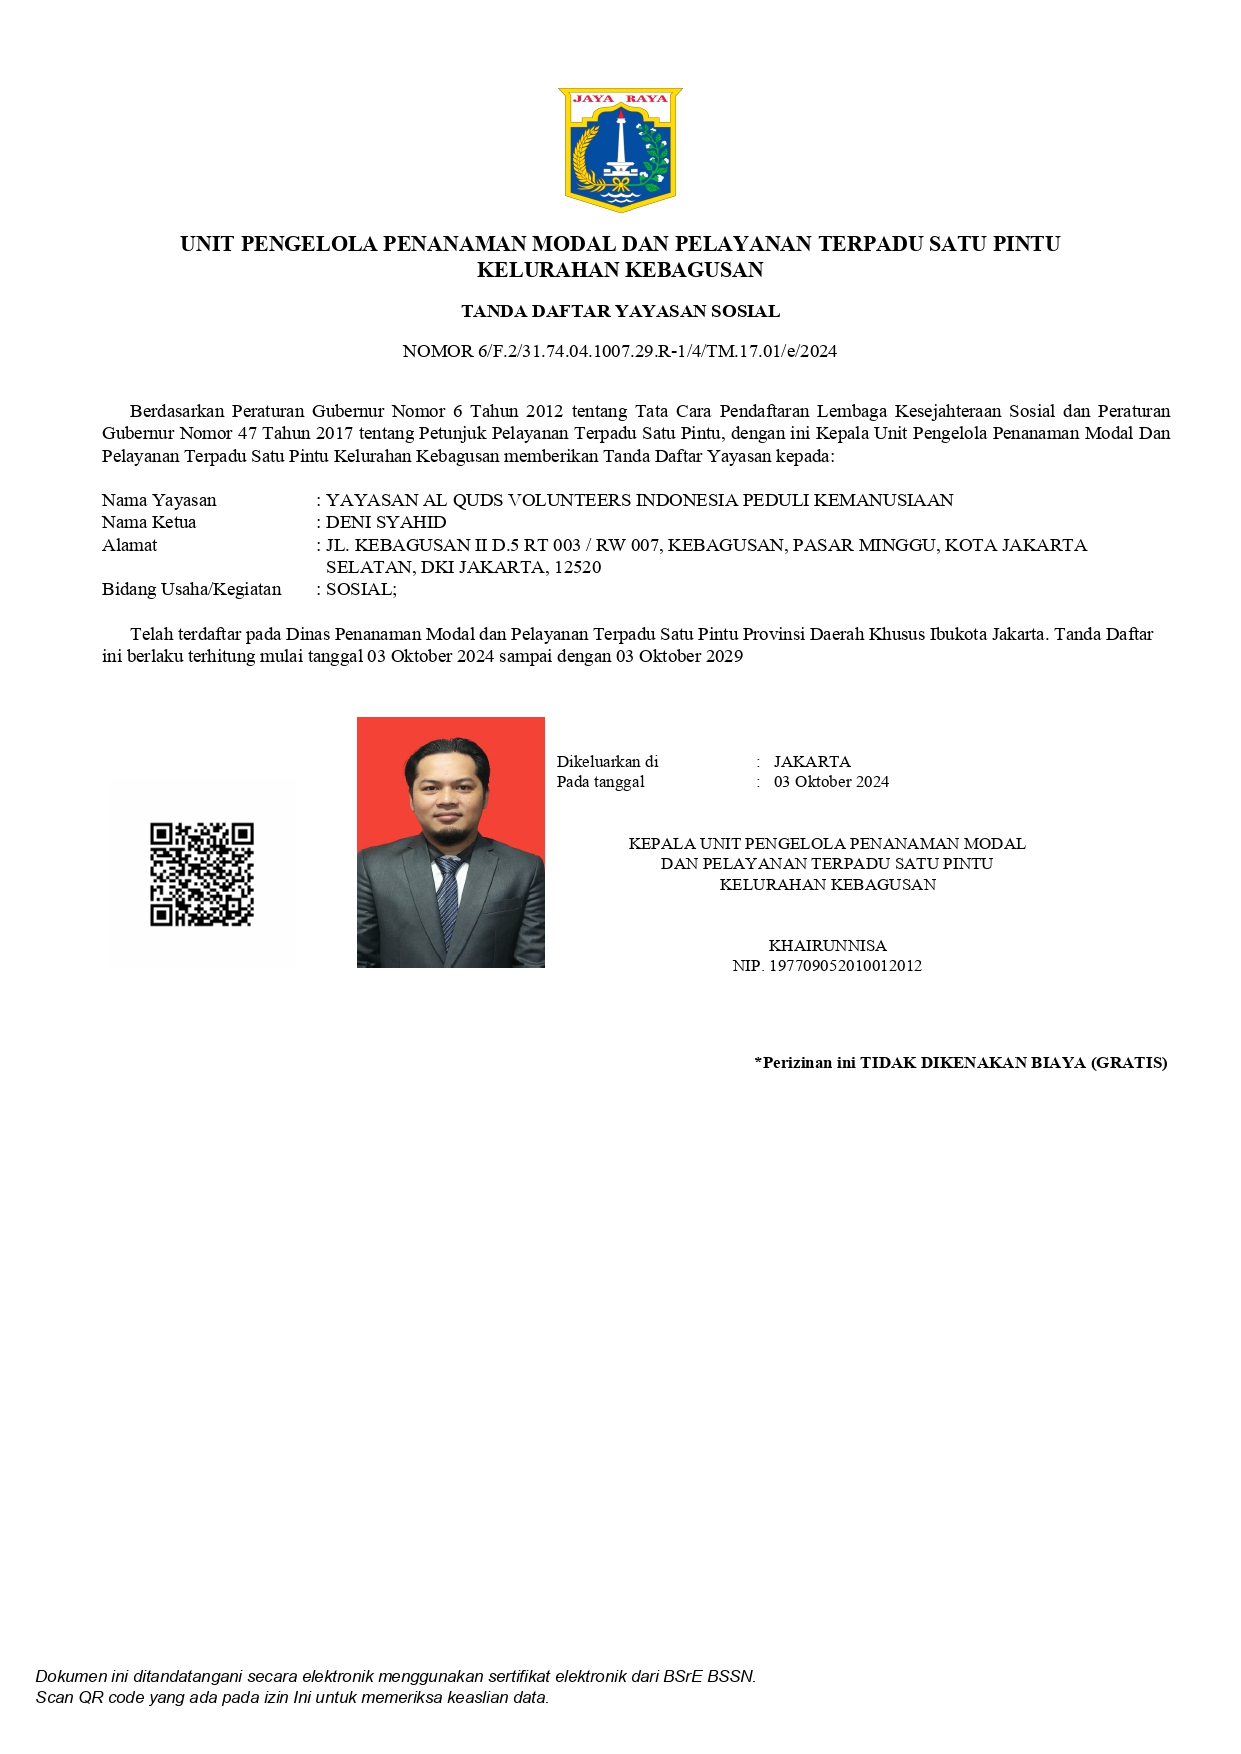 JAYA RAYA
UNIT PENGELOLA PENANAMAN MODAL DAN PELAYANAN TERPADU SATU PINTU
KELURAHAN KEBAGUSAN
TANDA DAFTAR YAYASAN SOSIAL
NOMOR 6/F.2/31.74.04.1007.29.R-1/4/TM.17.01/e/2024
Berdasarkan Peraturan Gubernur Nomor 6 Tahun 2012 tentang Tata Cara Pendaftaran Lembaga Kesejahteraan Sosial dan Peraturan
Gubernur Nomor 47 Tahun 2017 tentang Petunjuk Pelayanan Terpadu Satu Pintu, dengan ini Kepala Unit Pengelola Penanaman Modal Dan
Pelayanan Terpadu Satu Pintu Kelurahan Kebagusan memberikan Tanda Daftar Yayasan kepada:
Nama Yayasan : YAYASAN AL QUDS VOLUNTEERS INDONESIA PEDULI KEMANUSIAAN
Nama Ketua : DENI SYAHID
Alamat : JL. KEBAGUSAN II D.5 RT 003 / RW 007, KEBAGUSAN, PASAR MINGGU, KOTA JAKARTA
SELATAN, DKI JAKARTA, 12520
Bidang Usaha/Kegiatan : SOSIAL;
Telah terdaftar pada Dinas Penanaman Modal dan Pelayanan Terpadu Satu Pintu Provinsi Daerah Khusus Ibukota Jakarta. Tanda Daftar
ini berlaku terhitung mulai tanggal 03 Oktober 2024 sampai dengan 03 Oktober 2029
Dikeluarkan di : JAKARTA
Pada tanggal : 03 Oktober 2024
KEPALA UNIT PENGELOLA PENANAMAN MODAL
DAN PELAYANAN TERPADU SATU PINTU
KELURAHAN KEBAGUSAN
KHAIRUNNISA
NIP. 197709052010012012
*Perizinan ini TIDAK DIKENAKAN BIAYA (GRATIS)
Dokumen ini ditandatangani secara elektronik menggunakan sertifikat elektronik dari BSrE BSSN.
Scan QR code yang ada pada izin Ini untuk memeriksa keaslian data.